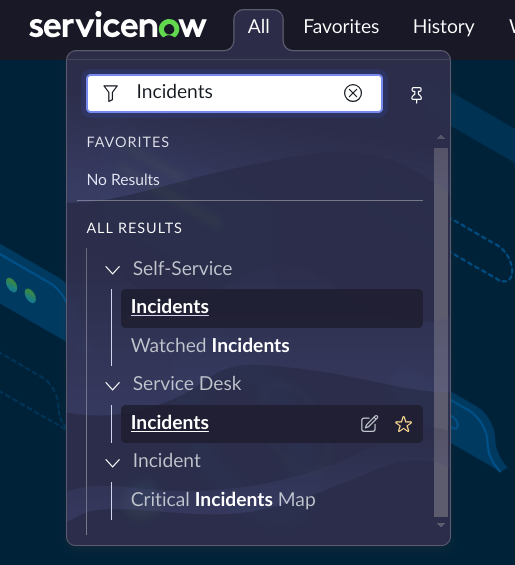 servicenow All Favorites History
Incidents
FAVORITES
No Results
ALL RESULTS
Self-Service
Incidents
Watched Incidents
Service Desk
Incidents
Incident
Critical Incidents Map